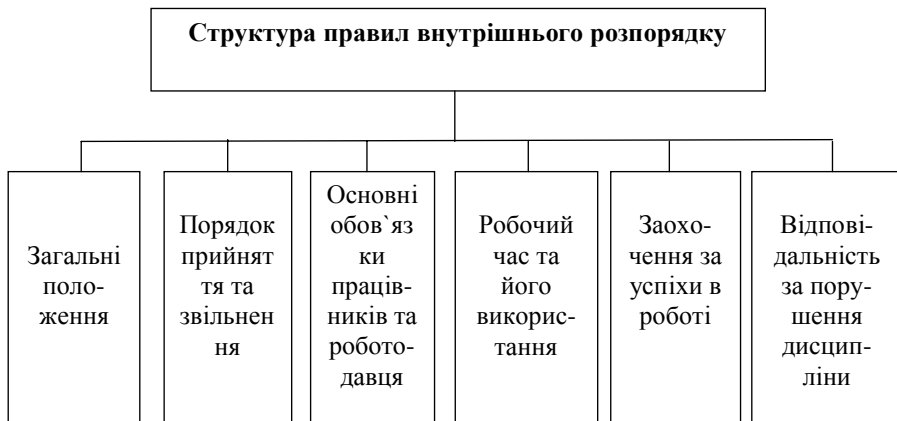 Структура правил внутрішнього розпорядку
Загальні
поло-
ження
Порядок
прийнят
тя та
звільнен
ня
Основні
обов`яз
ки
праців-
ників та
робото-
давця
Робочий
час та
його
викорис-
тання
Заохо-
чення за
успіхи в
роботі
Відпові-
дальність
за пору-
шення
дисцип-
ліни